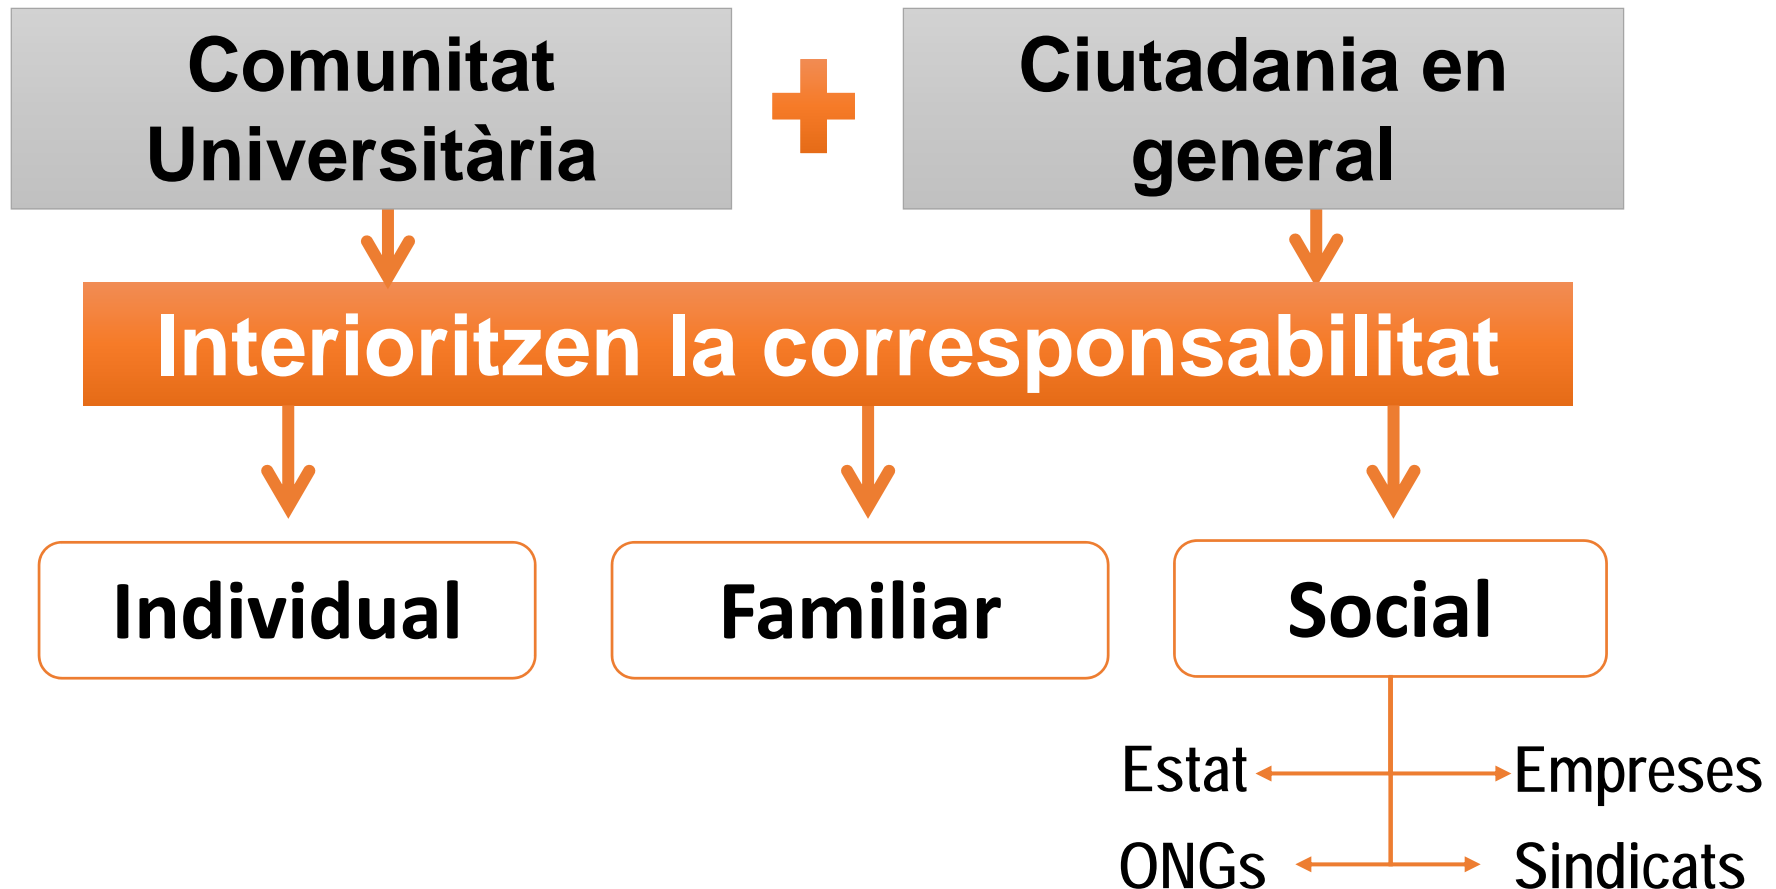 Comunitat
Universitària
Ciutadania en
general
Interioritzen la corresponsabilitat
Individual
Familiar
Social
Estat
Empreses
ONGs
Sindicats